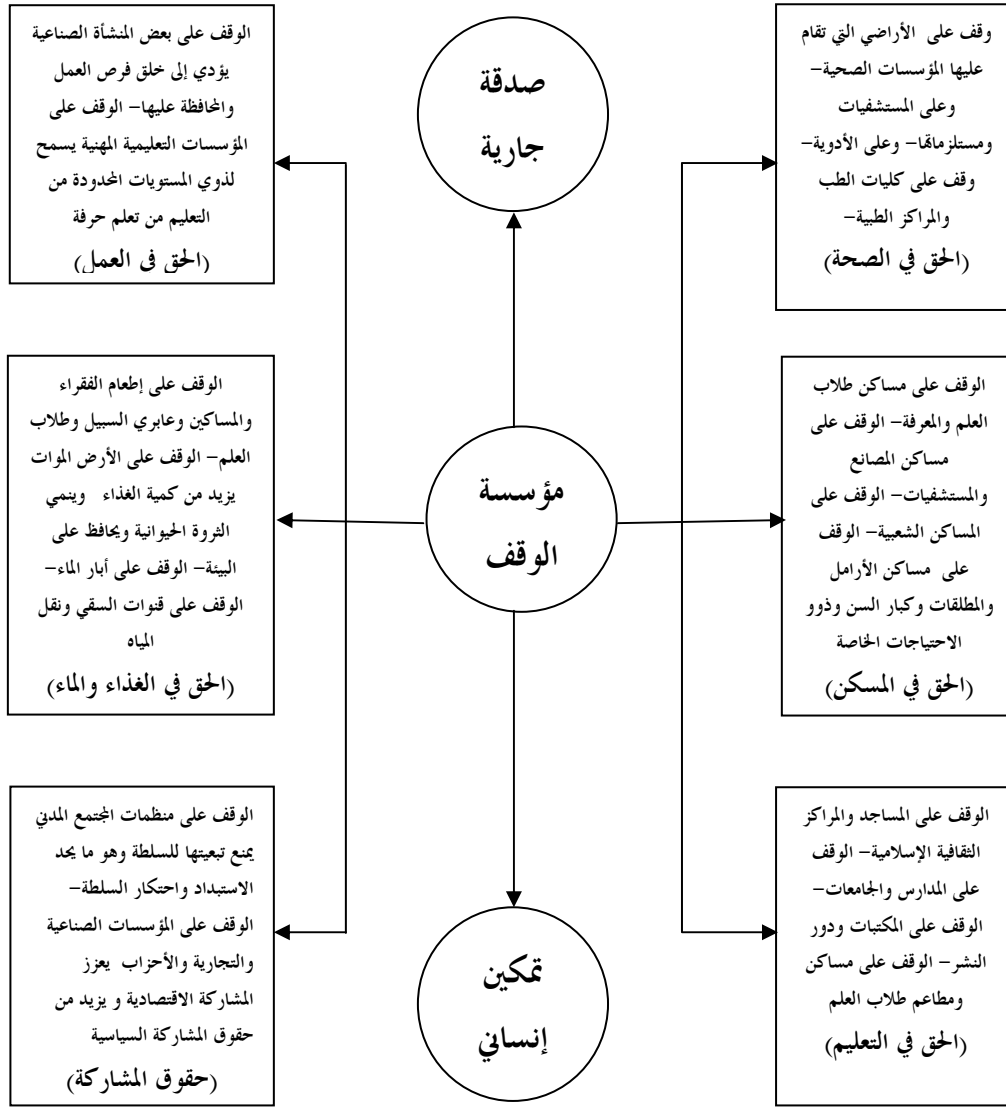 صدقة
جارية
وقف على الأراضي التي تقام
عليها المؤسسات الصحية–
وعلى المستشفيات
ومستلزماتها– وعلى الأدوية–
وقف على كليات الطب
والمراكز الطبية–
(الحق في الصحة)
الوقف على بعض المنشأة الصناعية
يؤدي إلى خلق فرص العمل
والمحافظة عليها– الوقف على
المؤسسات التعليمية المهنية يسمح
لذوي المستويات المحدودة من
التعليم من تعلم حرفة
(الحق في العمل)
الوقف على مساكن طلاب
العلم والمعرفة– الوقف على
مساكن المصانع
والمستشفيات– الوقف على
المساكن الشعبية– الوقف
على مساكن الأرامل
والمطلقات وكبار السن وذوو
الاحتياجات الخاصة
(الحق في المسكن)
مؤسسة
الوقف
الوقف على إطعام الفقراء
والمساكين وعابري السبيل وطلاب
العلم– الوقف على الأرض الموات
يزيد من كمية الغذاء وينمي
الثروة الحيوانية ويحافظ على
البيئة– الوقف على أبار الماء–
الوقف على قنوات السقي ونقل
المياه
(الحق في الغذاء والماء)
الوقف على المساجد والمراكز
الثقافية الإسلامية– الوقف
على المدارس والجامعات–
الوقف على المكتبات ودور
النشر– الوقف على مساكن
ومطاعم طلاب العلم
(الحق في التعليم)
تمكين
إنساني
الوقف على منظمات المجتمع المدني
يمنع تبعيتها للسلطة وهو ما يحد
الاستبداد واحتكار السلطة–
الوقف على المؤسسات الصناعية
والتجارية والأحزاب يعزز
المشاركة الاقتصادية و يزيد من
حقوق المشاركة السياسية
(حقوق المشاركة)